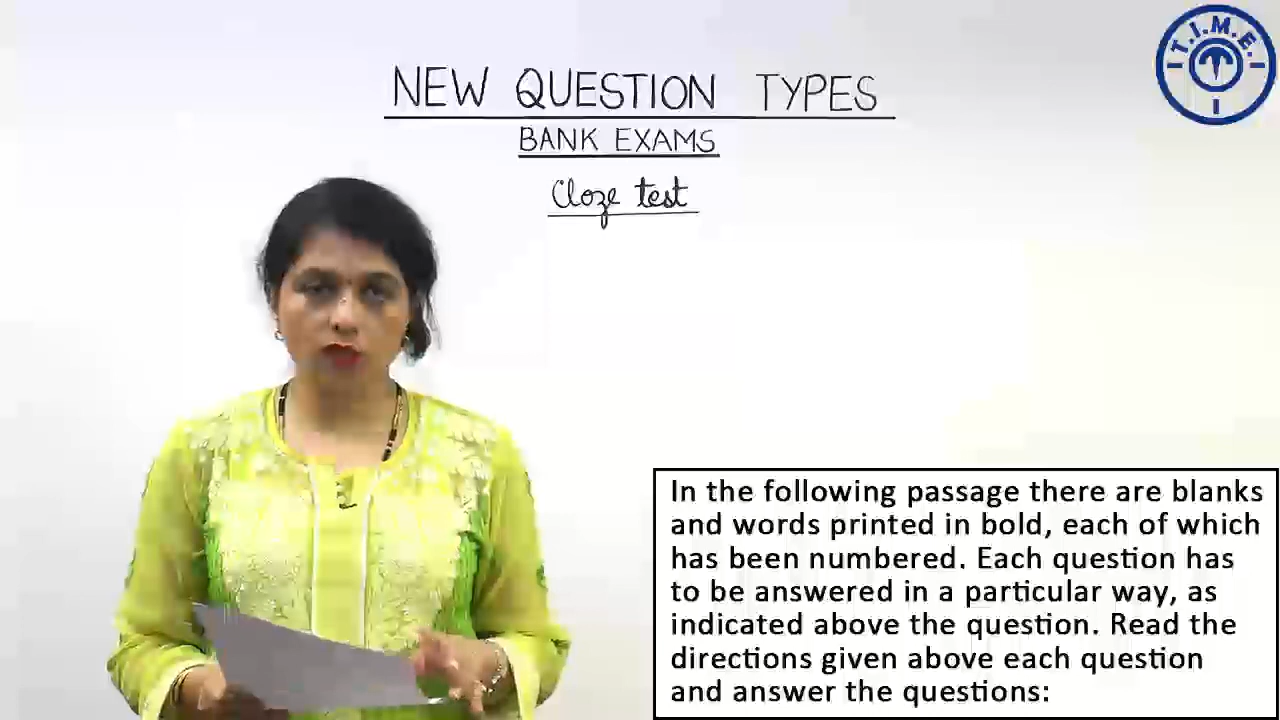 NEW QUESTION TYPES
BANK EXAMS
Cloze test
T.I.M.E.
In the following passage there are blanks
and words printed in bold, each of which
has been numbered. Each question has
to be answered in a particular way, as
indicated above the question. Read the
directions given above each question
and answer the questions: